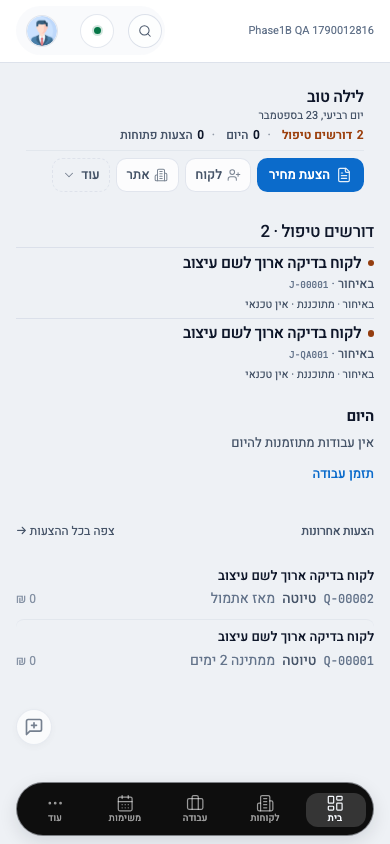 Phase1B QA 1790012816
לילה טוב
יום רביעי, 23 בספטמבר
2 דורשים טיפול · 0 היום · 0 הצעות פתוחות
הצעת מחיר
לקוח
אתר
עוד
דורשים טיפול · 2
לקוח בדיקה ארוך לשם עיצוב
באיחור · J-00001
באיחור · מתוכננת · אין טכנאי
לקוח בדיקה ארוך לשם עיצוב
באיחור · J-QA001
באיחור · מתוכננת · אין טכנאי
היום
אין עבודות מתוזמנות להיום
תזמן עבודה
הצעות אחרונות
צפה בכל ההצעות →
לקוח בדיקה ארוך לשם עיצוב
Q-00002 טיוטה מאז אתמול
0 ₪
לקוח בדיקה ארוך לשם עיצוב
Q-00001 טיוטה ממתינה 2 ימים
0 ₪
בית
לקוחות
עבודה
משימות
עוד